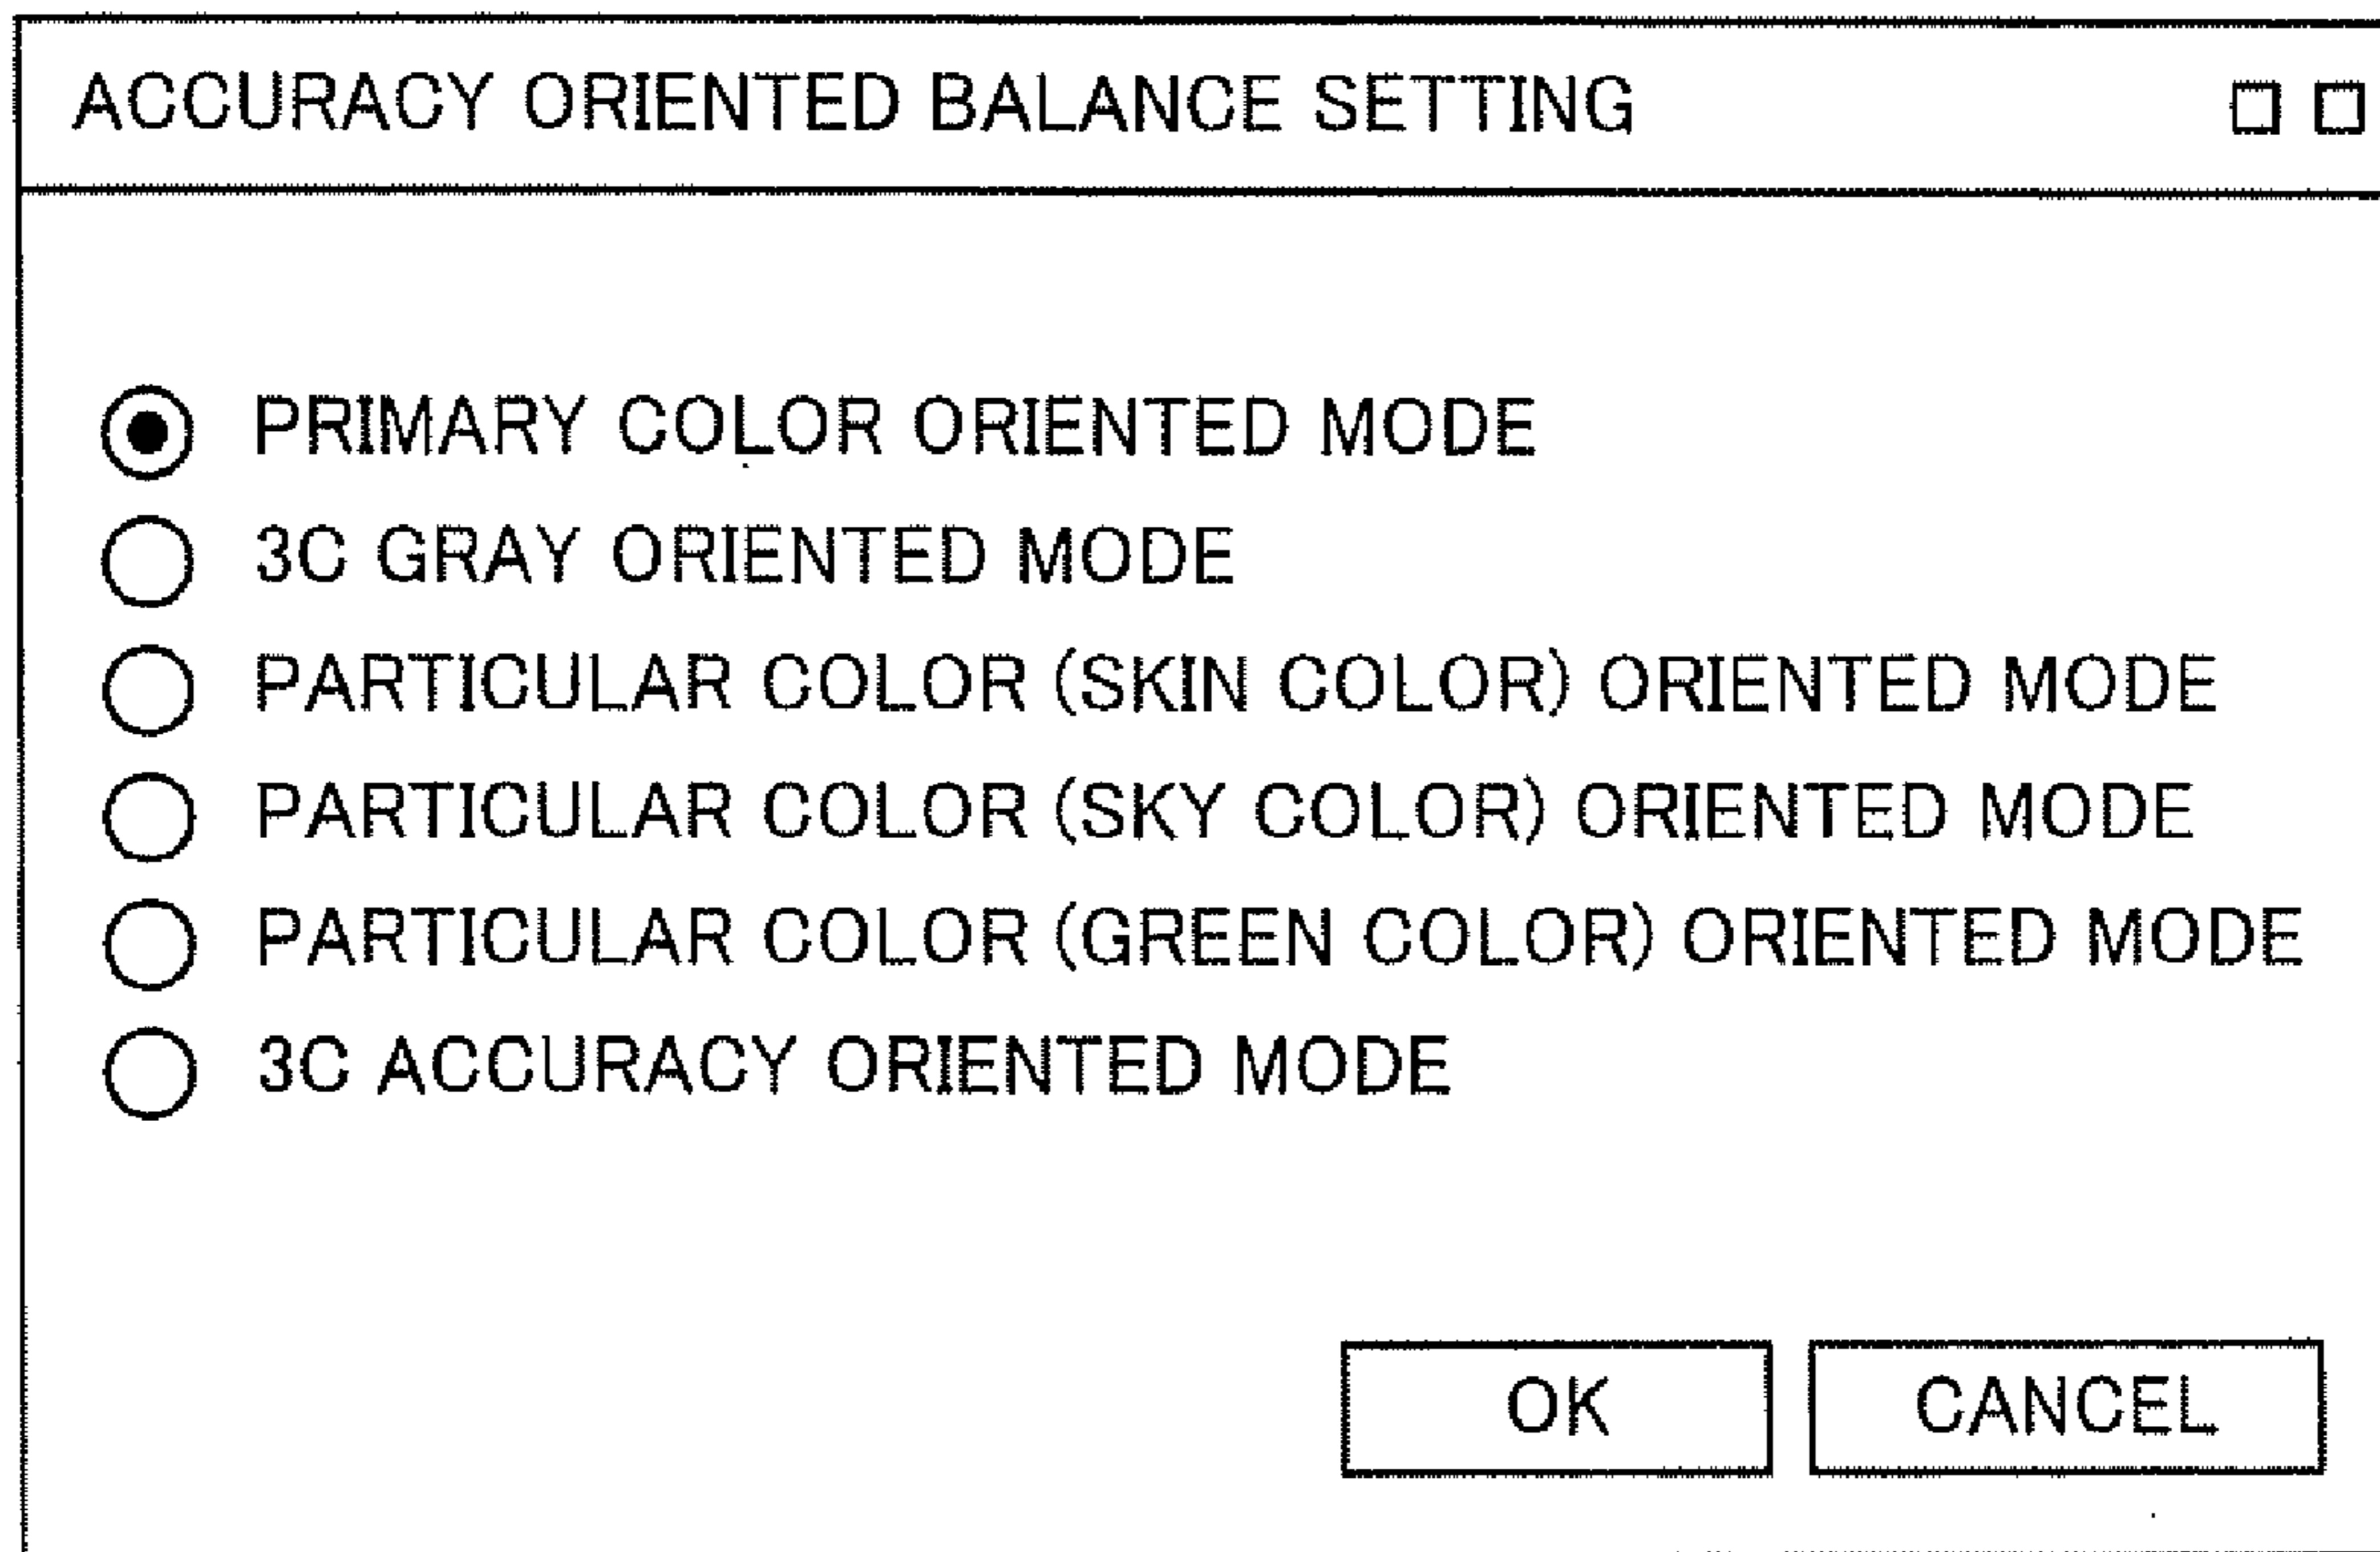 ACCURACY ORIENTED BALANCE SETTING
PRIMARY COLOR ORIENTED MODE
3C GRAY ORIENTED MODE
PARTICULAR COLOR (SKIN COLOR) ORIENTED MODE
PARTICULAR COLOR (SKY COLOR) ORIENTED MODE
PARTICULAR COLOR (GREEN COLOR) ORIENTED MODE
3C ACCURACY ORIENTED MODE
OK CANCEL